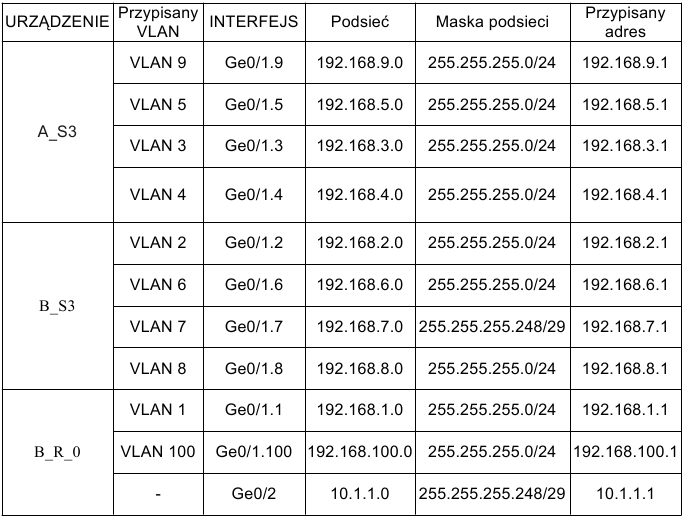 URZĄDZENIE Przypisany VLAN INTERFEJS Podsieć Maska podsieci Przypisany adres
A_S3
VLAN 9 Ge0/1.9 192.168.9.0 255.255.255.0/24 192.168.9.1
VLAN 5 Ge0/1.5 192.168.5.0 255.255.255.0/24 192.168.5.1
VLAN 3 Ge0/1.3 192.168.3.0 255.255.255.0/24 192.168.3.1
VLAN 4 Ge0/1.4 192.168.4.0 255.255.255.0/24 192.168.4.1
B_S3
VLAN 2 Ge0/1.2 192.168.2.0 255.255.255.0/24 192.168.2.1
VLAN 6 Ge0/1.6 192.168.6.0 255.255.255.0/24 192.168.6.1
VLAN 7 Ge0/1.7 192.168.7.0 255.255.255.248/29 192.168.7.1
VLAN 8 Ge0/1.8 192.168.8.0 255.255.255.0/24 192.168.8.1
B_R_0
VLAN 1 Ge0/1.1 192.168.1.0 255.255.255.0/24 192.168.1.1
VLAN 100 Ge0/1.100 192.168.100.0 255.255.255.0/24 192.168.100.1
- Ge0/2 10.1.1.0 255.255.255.248/29 10.1.1.1